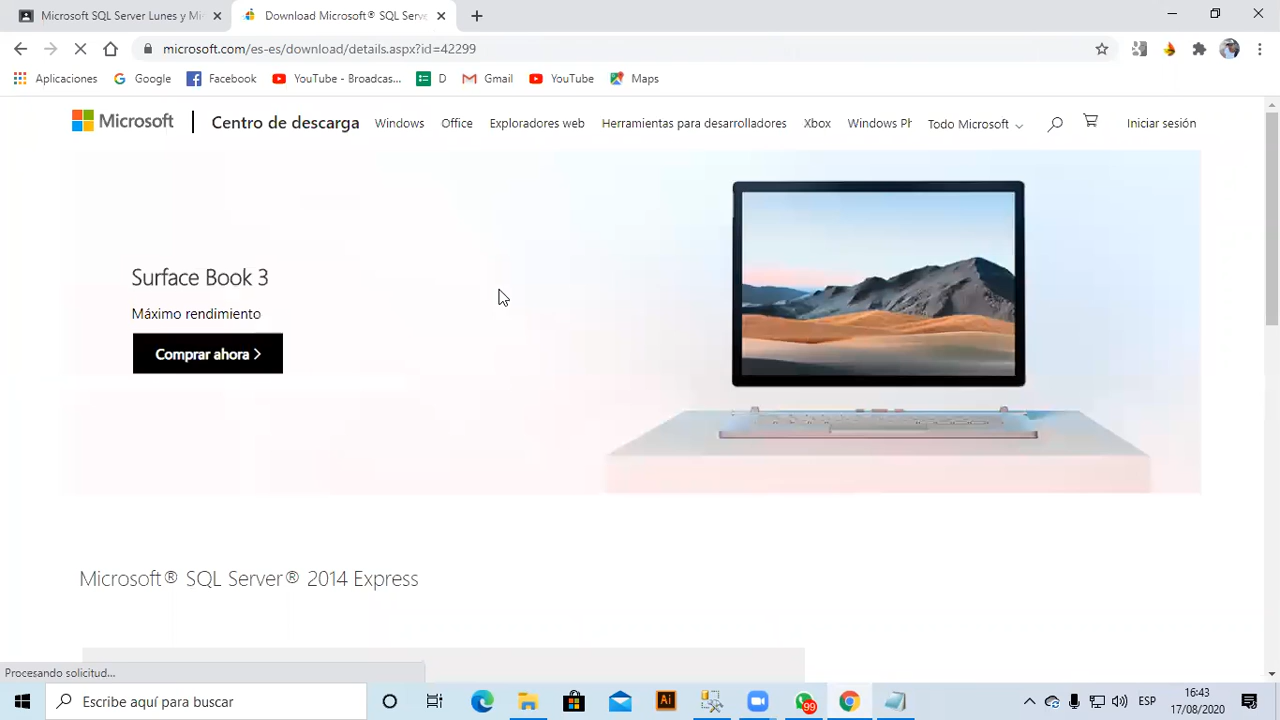 Microsoft SQL Server Lunes y Mi
Download Microsoft® SQL Serve
microsoft.com/es-es/download/details.aspx?id=42299
Aplicaciones Google Facebook YouTube - Broadcas... D Gmail YouTube Maps
Microsoft Centro de descarga Windows Office Exploradores web Herramientas para desarrolladores Xbox Windows Ph Todo Microsoft Iniciar sesión
Surface Book 3
Máximo rendimiento
Comprar ahora >
Microsoft® SQL Server® 2014 Express
Procesando solicitud...
Escribe aquí para buscar
Ai
99
ESP
16:43
17/08/2020